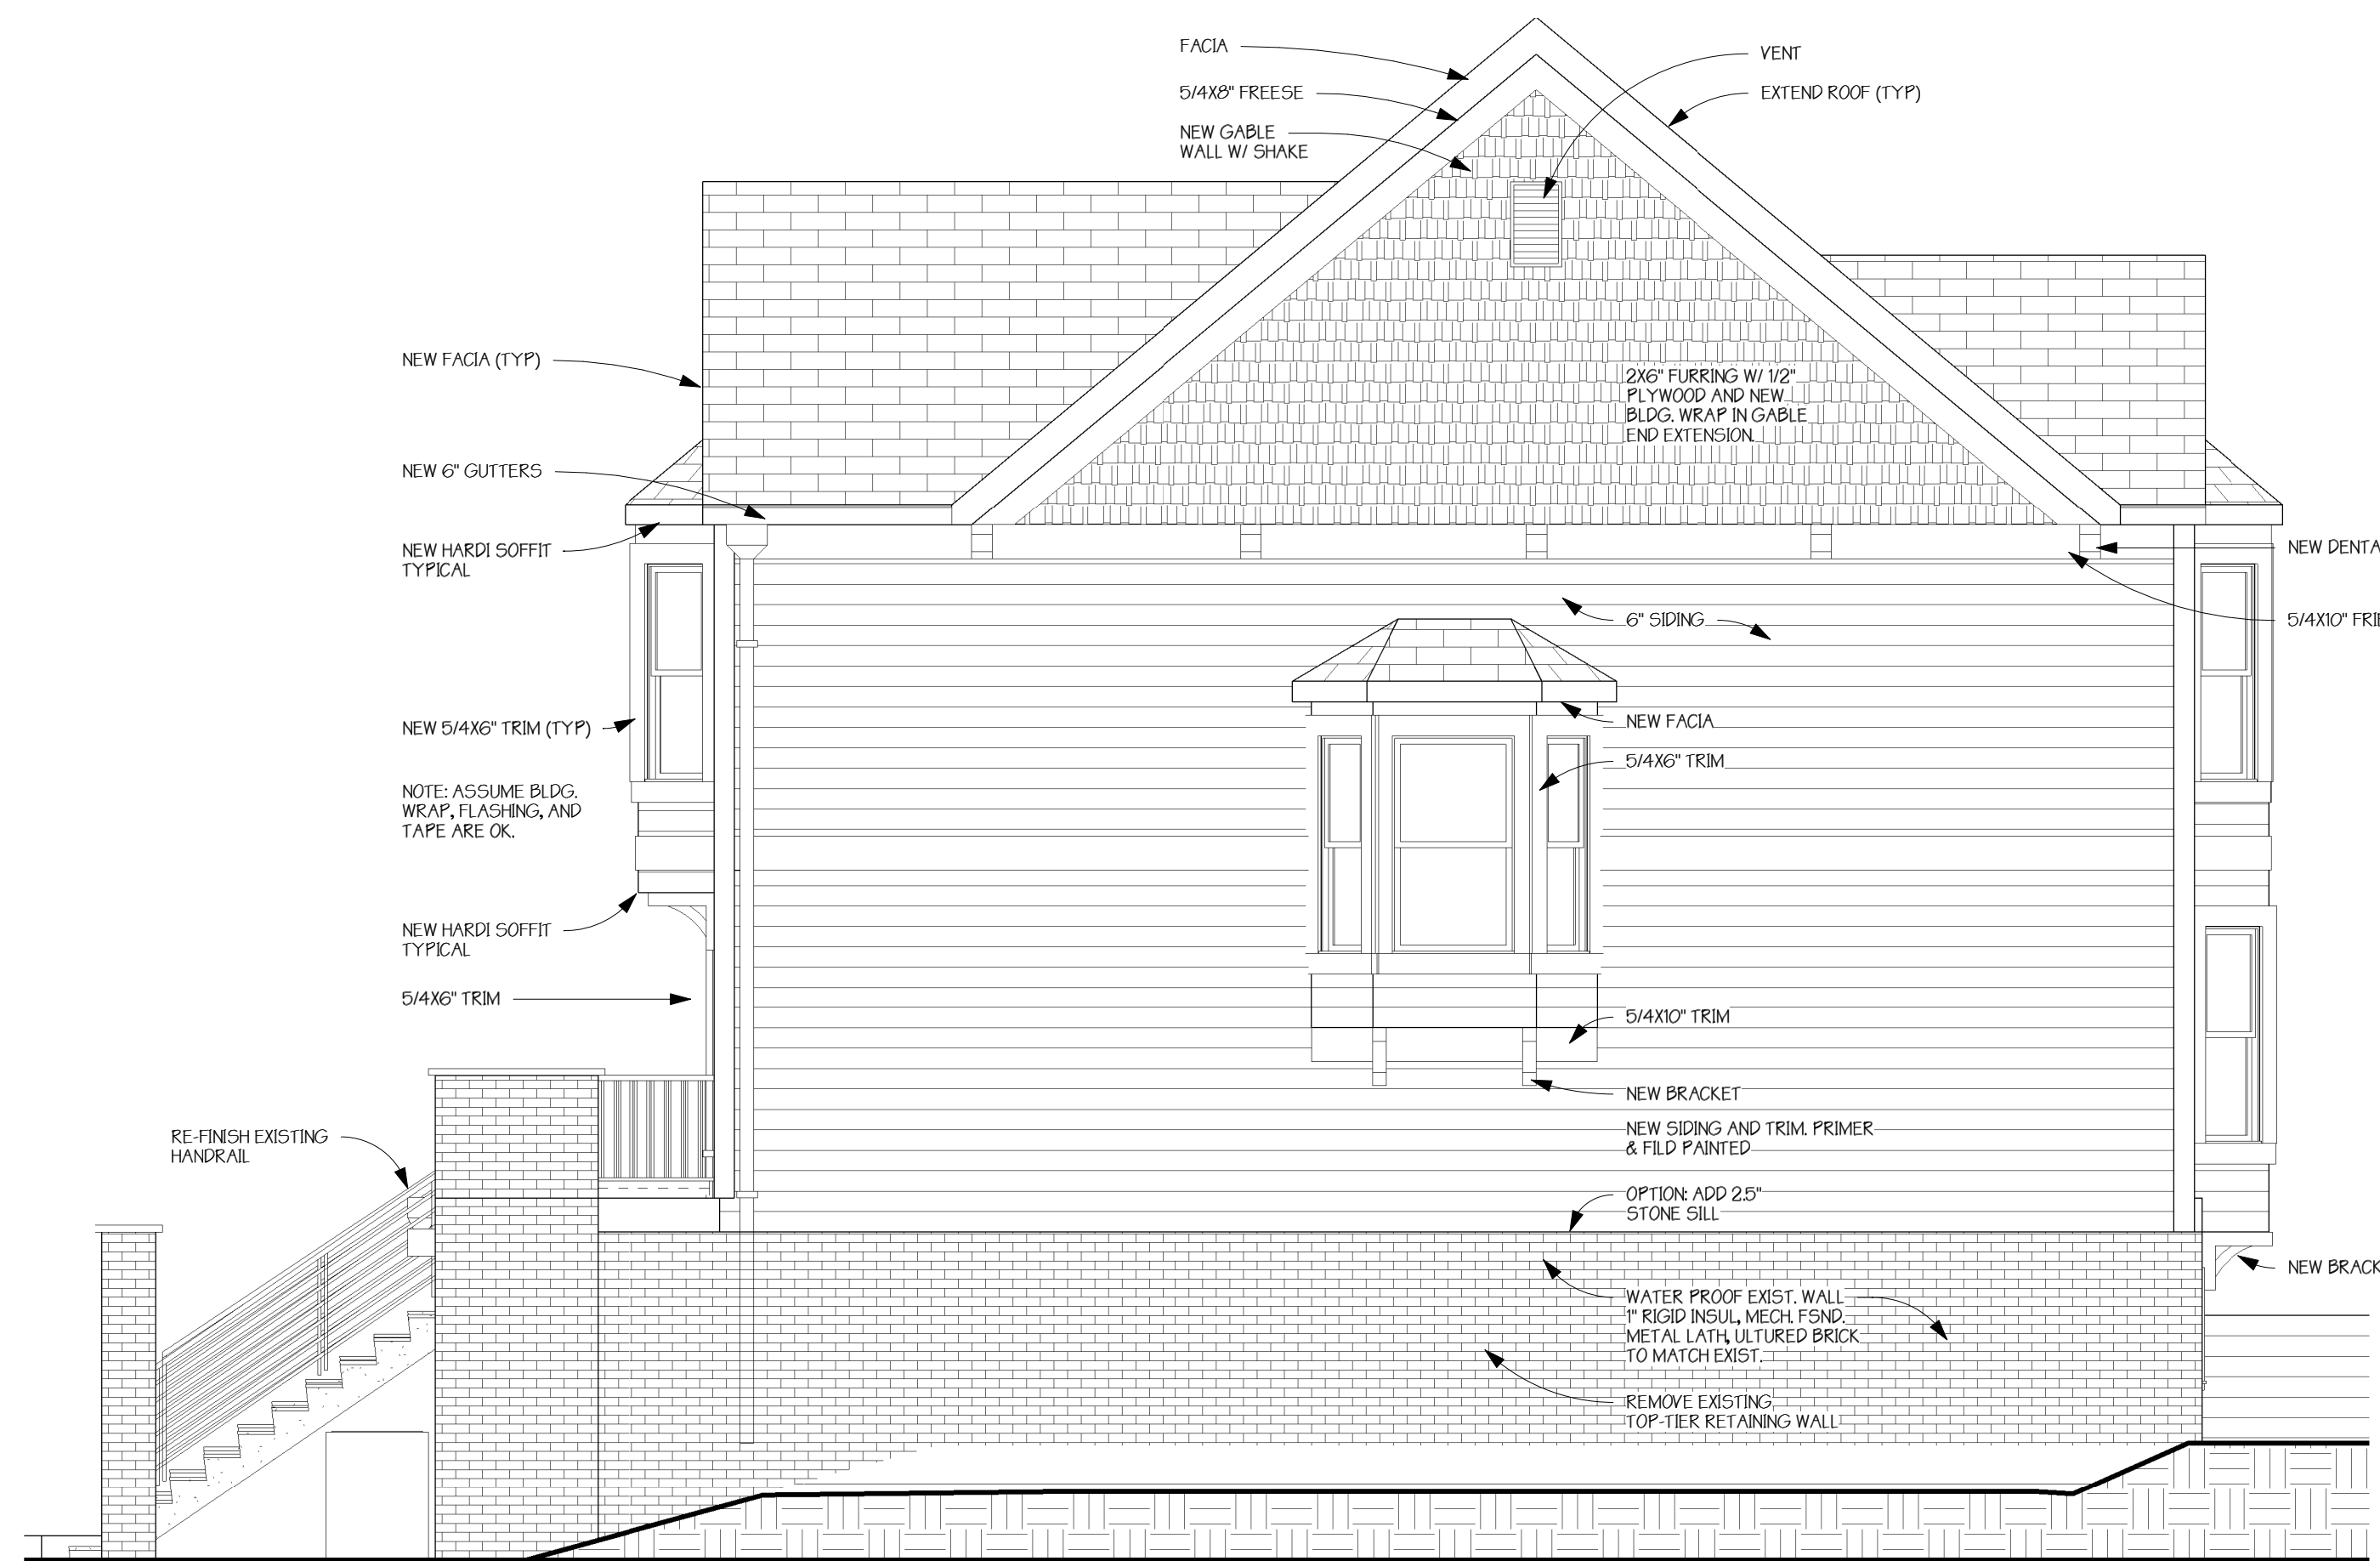 FACIA
VENT
5/4X8" FREESE
EXTEND ROOF (TYP)
NEW GABLE
WALL W/ SHAKE
NEW FACIA (TYP)
2X6" FURRING W/ 1/2"
PLYWOOD AND NEW
BLDG. WRAP IN GABLE
END EXTENSION.
NEW 6" GUTTERS
NEW HARDI SOFFIT
TYPICAL
NEW DENTA
6" SIDING
5/4X10" FRIE
NEW FACIA
NEW 5/4X6" TRIM (TYP)
5/4X6" TRIM
NOTE: ASSUME BLDG.
WRAP, FLASHING, AND
TAPE ARE OK.
NEW HARDI SOFFIT
TYPICAL
5/4X6" TRIM
5/4X10" TRIM
NEW BRACKET
RE-FINISH EXISTING
HANDRAIL
NEW SIDING AND TRIM. PRIMER
& FILD PAINTED
OPTION: ADD 2.5"
STONE SILL
NEW BRACK
WATER PROOF EXIST. WALL
1" RIGID INSUL, MECH. FSND.
METAL LATH, ULTURED BRICK
TO MATCH EXIST.
REMOVE EXISTING
TOP-TIER RETAINING WALL